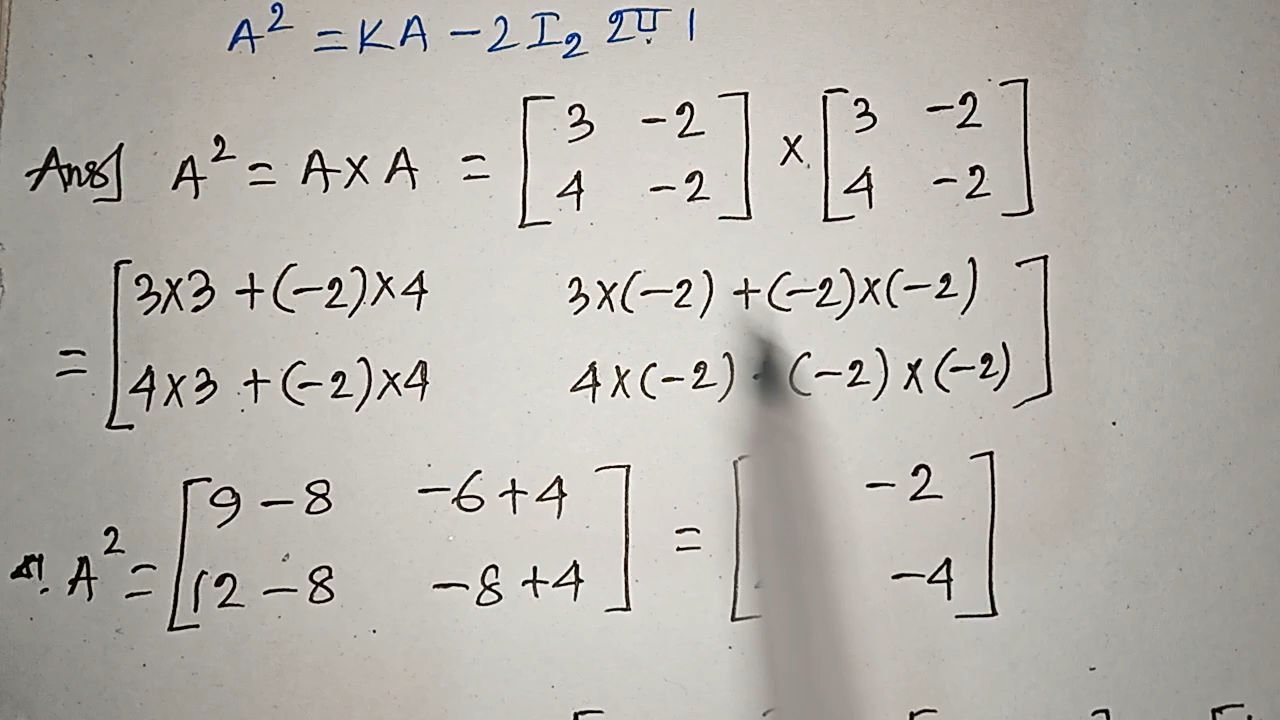 A² = KA - 2 I₂
Ans] A² = A × A = [3 -2 4 -2] × [3 -2 4 -2]
= [3×3 + (-2)×4 3×(-2) + (-2)×(-2)
4×3 + (-2)×4 4×(-2) (-2)×(-2)]
A² = [9-8 -6+4 = [ -2
12-8 -8+4] -4]